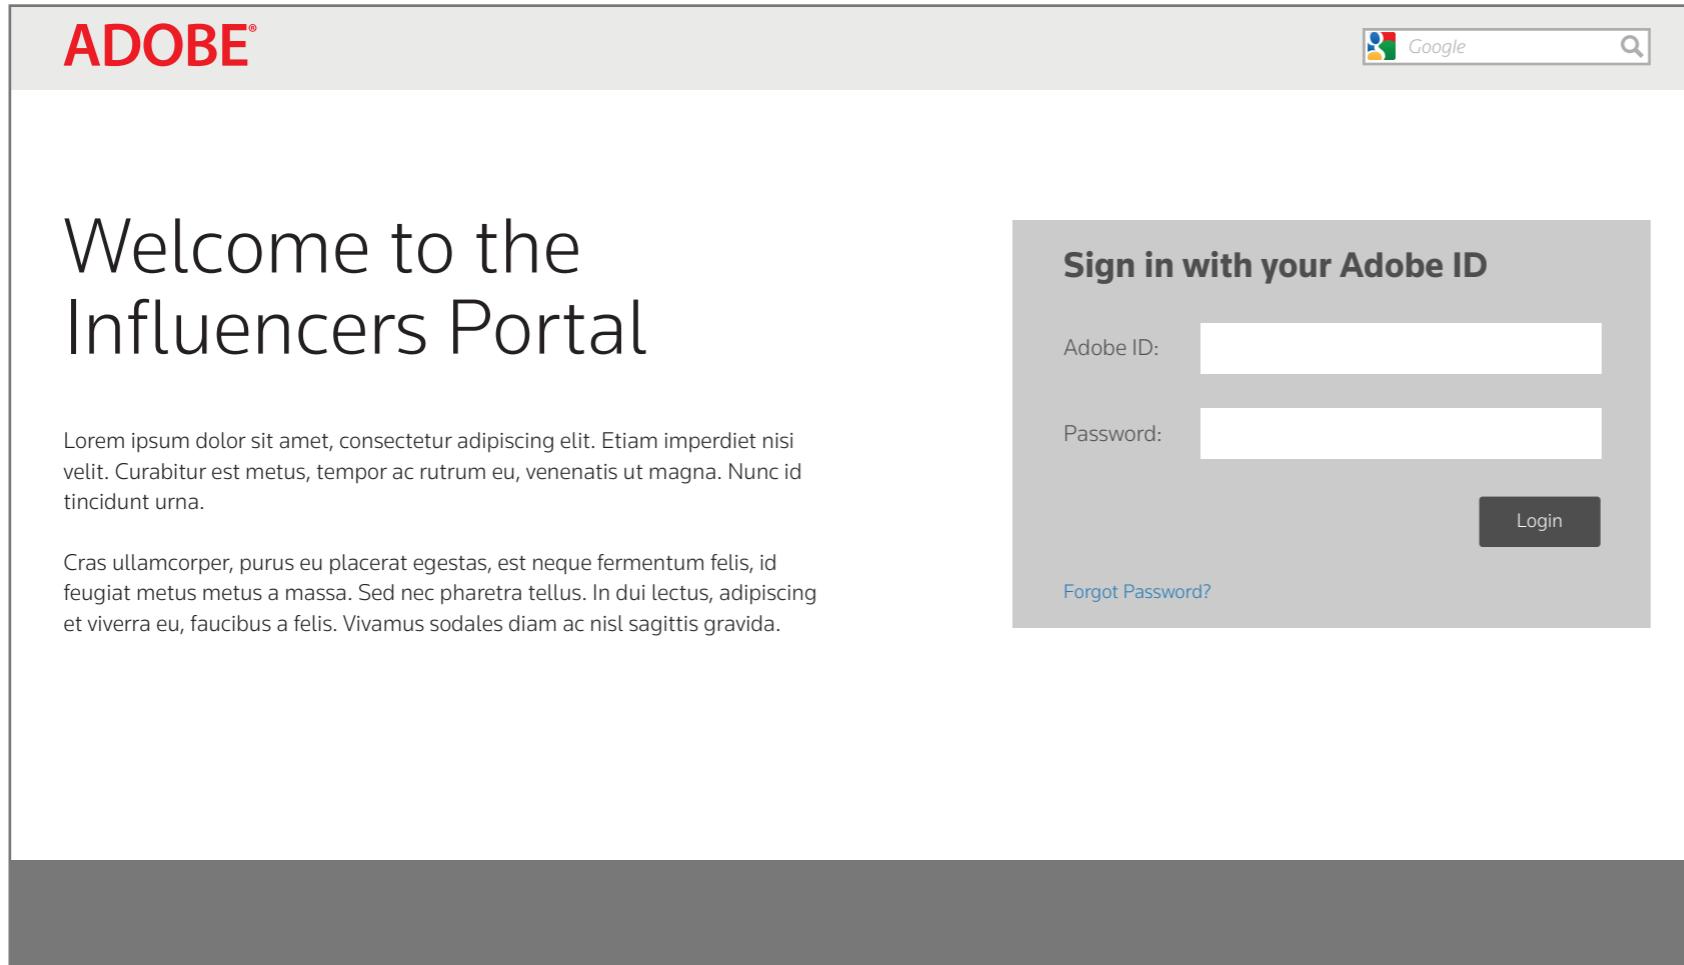 ADOBE®
Google
Welcome to the
Influencers Portal
Lorem ipsum dolor sit amet, consectetur adipiscing elit. Etiam imperdiet nisi
velit. Curabitur est metus, tempor ac rutrum eu, venenatis ut magna. Nunc id
tincidunt urna.
Cras ullamcorper, purus eu placerat egestas, est neque fermentum felis, id
feugiat metus metus a massa. Sed nec pharetra tellus. In dui lectus, adipiscing
et viverra eu, faucibus a felis. Vivamus sodales diam ac nisl sagittis gravida.
Sign in with your Adobe ID
Adobe ID:
Password:
Login
Forgot Password?